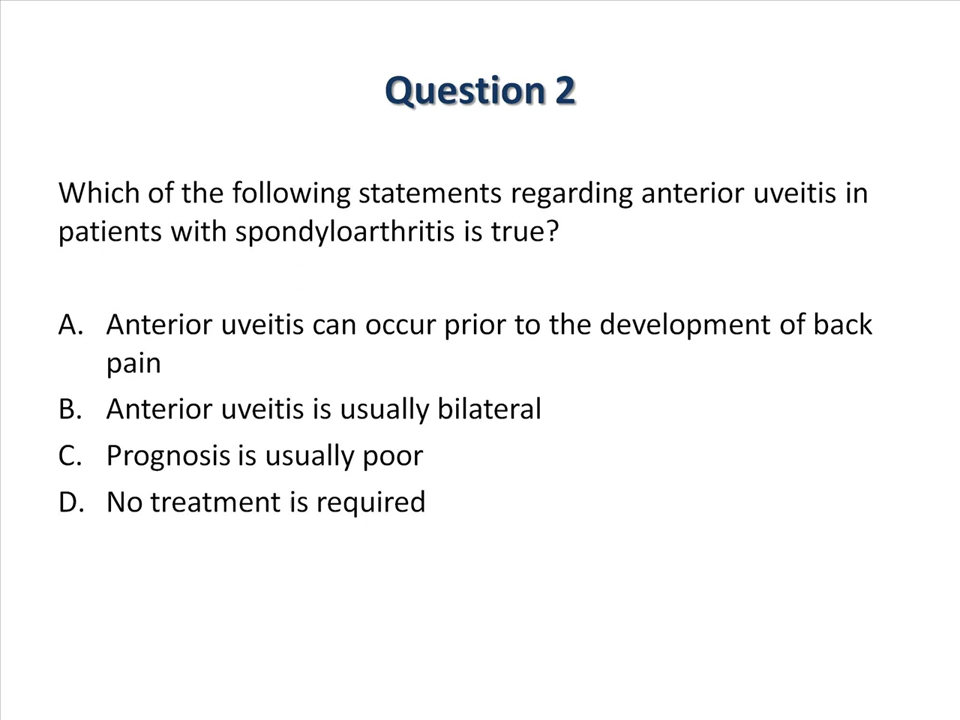 Question 2
Which of the following statements regarding anterior uveitis in
patients with spondyloarthritis is true?
A. Anterior uveitis can occur prior to the development of back
pain
B. Anterior uveitis is usually bilateral
C. Prognosis is usually poor
D. No treatment is required